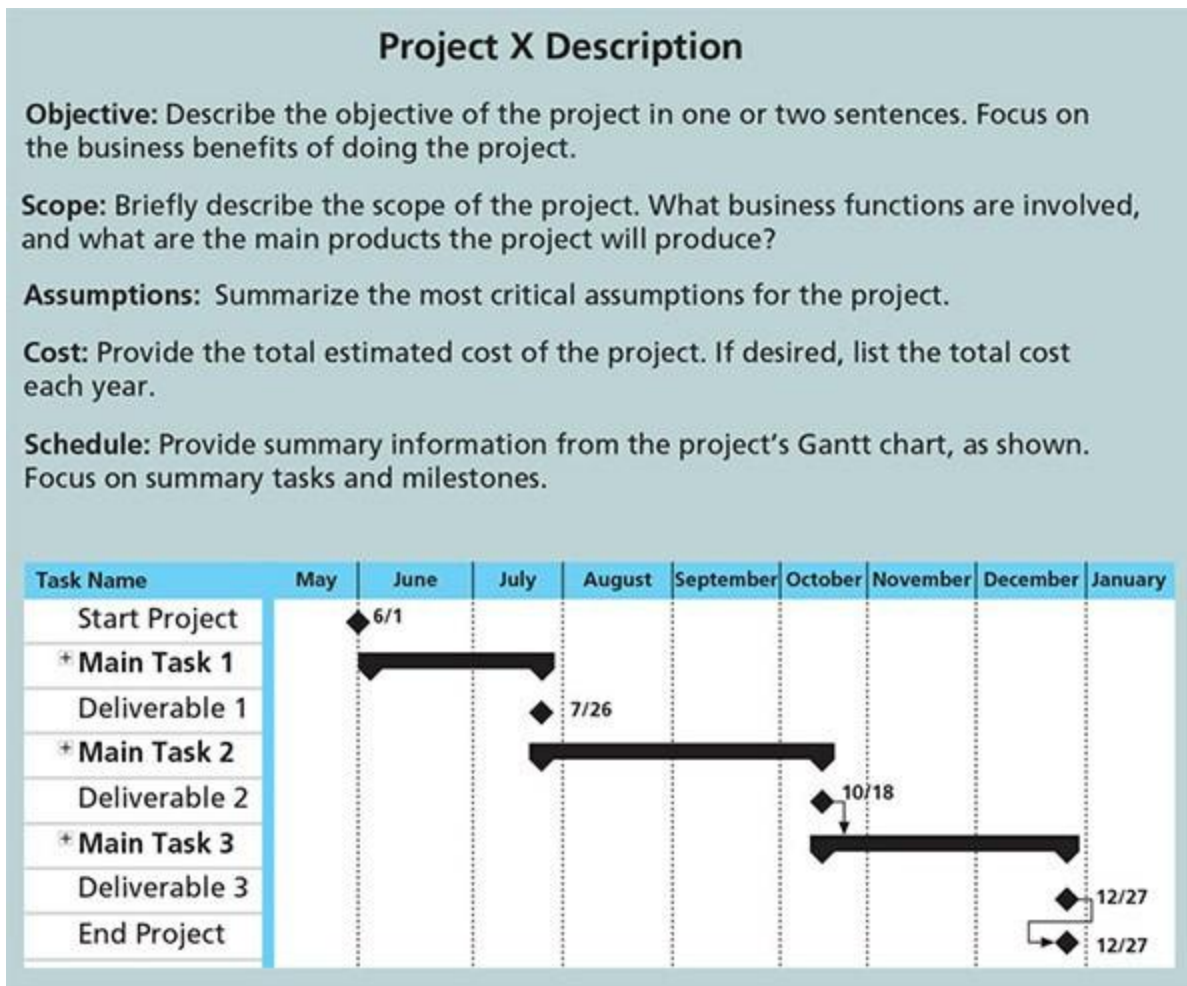 Project X Description
Objective: Describe the objective of the project in one or two sentences. Focus on
the business benefits of doing the project.
Scope: Briefly describe the scope of the project. What business functions are involved,
and what are the main products the project will produce?
Assumptions: Summarize the most critical assumptions for the project.
Cost: Provide the total estimated cost of the project. If desired, list the total cost
each year.
Schedule: Provide summary information from the project's Gantt chart, as shown.
Focus on summary tasks and milestones.
Task Name May June July August September October November December January
Start Project 6/1
+ Main Task 1
Deliverable 1 7/26
+ Main Task 2
Deliverable 2 10/18
+ Main Task 3
Deliverable 3 12/27
End Project 12/27